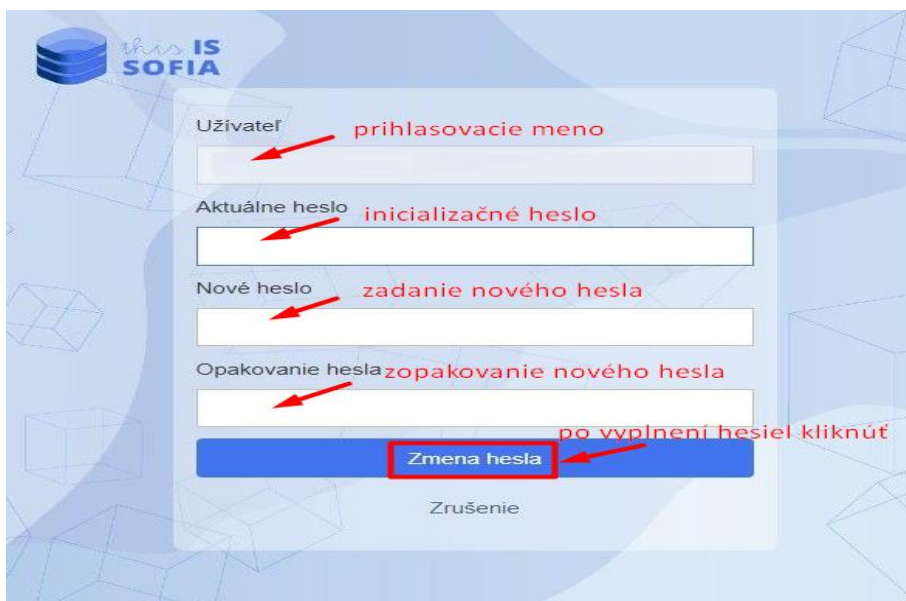 this IS
SOFIA
Užívateľ
prihlasovacie meno
Aktuálne heslo
inicializačné heslo
Nové heslo
zadanie nového hesla
Opakovanie hesla
zopakovanie nového hesla
po vyplnení hesiel kliknúť
Zmena hesla
Zrušenie